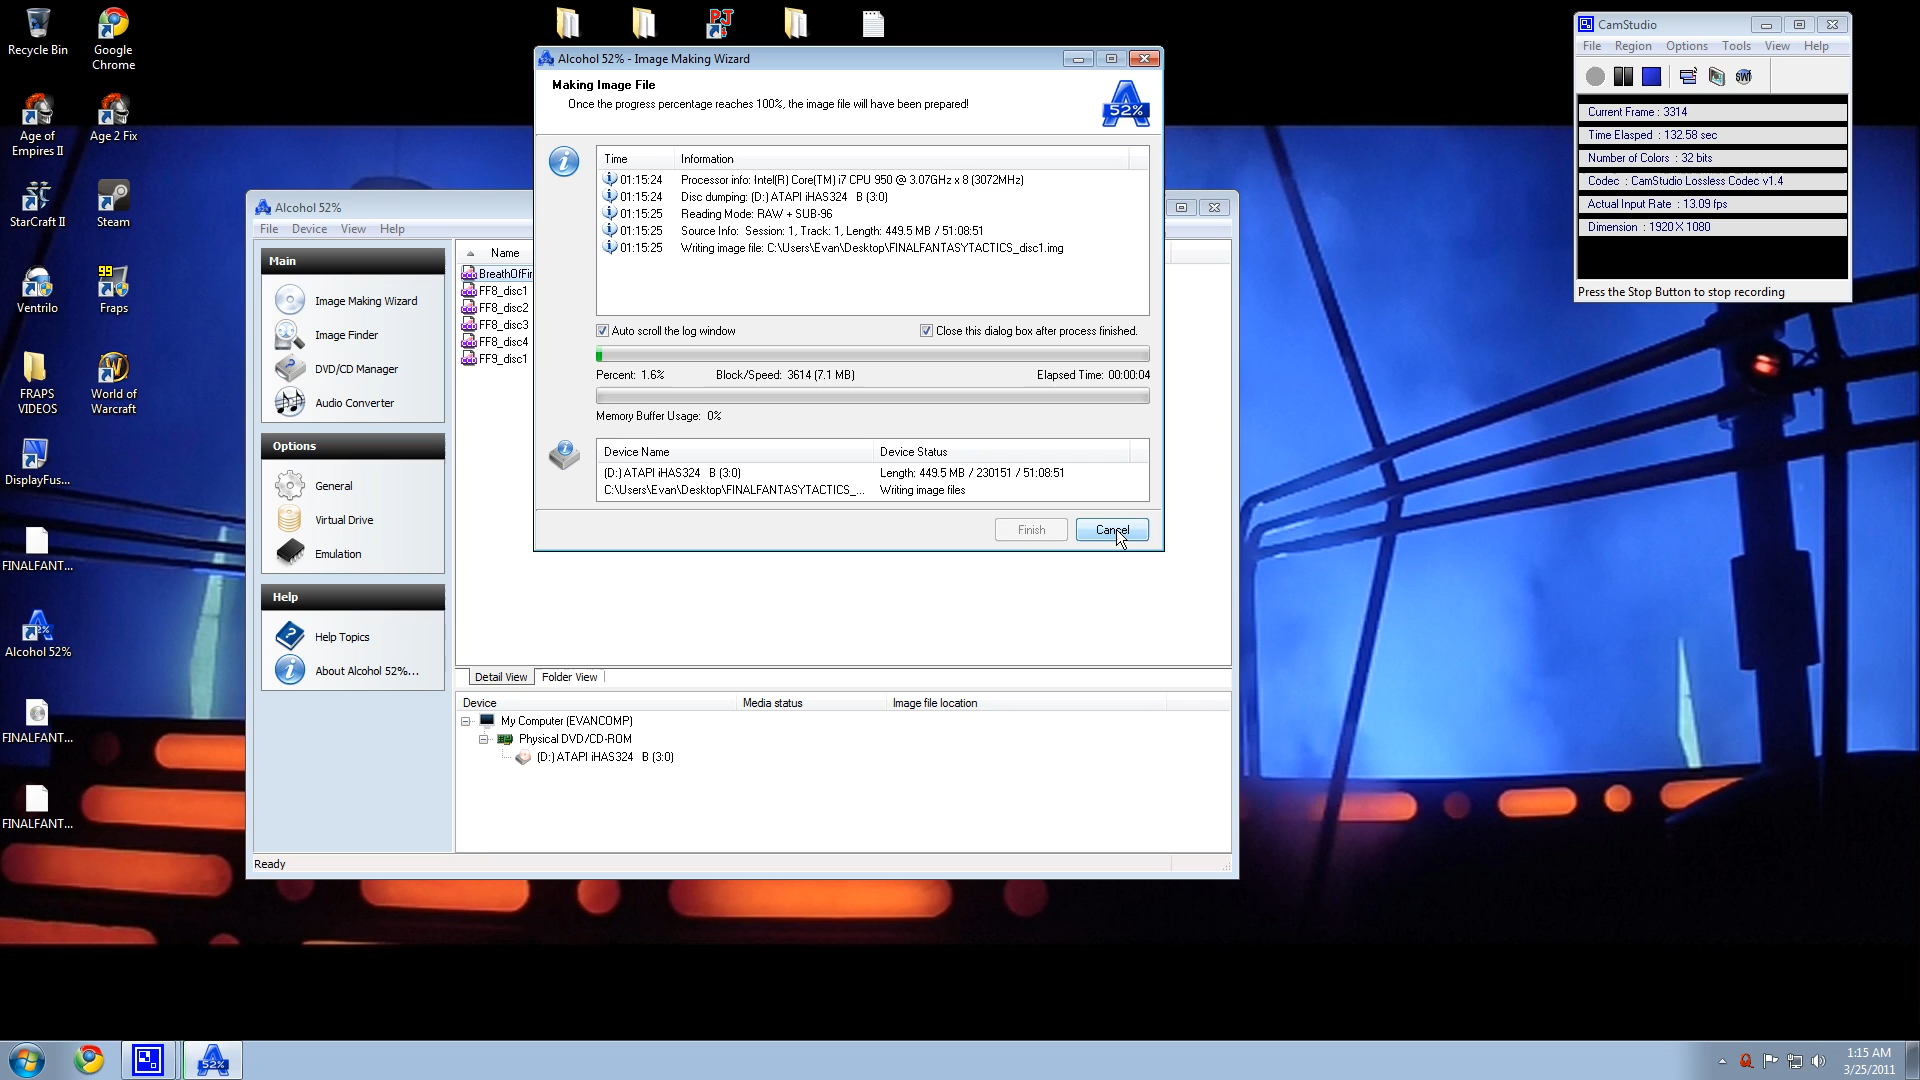 Recycle Bin
Google Chrome
Age of Empires II
Age 2 Fix
StarCraft II
Steam
Ventrilo
99
Fraps
FRAPS VIDEOS
World of Warcraft
DisplayFus...
FINALFANT...
Alcohol 52%
FINALFANT...
FINALFANT...
Alcohol 52%
File Device View Help
Main
Image Making Wizard
Image Finder
DVD/CD Manager
Audio Converter
Options
General
Virtual Drive
Emulation
Help
Help Topics
About Alcohol 52%...
Name
BreathOfFir
FF8_disc1
FF8_disc2
FF8_disc3
FF8_disc4
FF9_disc1
Detail View Folder View
Device Media status Image file location
My Computer (EVANCOMP)
Physical DVD/CD-ROM
(D:) ATAPI iHAS324 B (3:0)
Ready
Alcohol 52% - Image Making Wizard
Making Image File
Once the progress percentage reaches 100%, the image file will have been prepared!
52%
Time Information
01:15:24 Processor info: Intel(R) Core(TM) i7 CPU 950 @ 3.07GHz x 8 (3072MHz)
01:15:24 Disc dumping: (D:) ATAPI iHAS324 B (3:0)
01:15:25 Reading Mode: RAW + SUB-96
01:15:25 Source Info: Session: 1, Track: 1, Length: 449.5 MB / 51:08:51
01:15:25 Writing image file: C:\Users\Evan\Desktop\FINALFANTASYTACTICS_disc1.img
Auto scroll the log window Close this dialog box after process finished.
Percent: 1.6% Block/Speed: 3614 (7.1 MB) Elapsed Time: 00:00:04
Memory Buffer Usage: 0%
Device Name Device Status
(D:) ATAPI iHAS324 B (3:0) Length: 449.5 MB / 230151 / 51:08:51
C:\Users\Evan\Desktop\FINALFANTASYTACTICS_... Writing image files
Finish Cancel
CamStudio
File Region Options Tools View Help
SWF
Current Frame : 3314
Time Elasped : 132.58 sec
Number of Colors : 32 bits
Codec : CamStudio Lossless Codec v1.4
Actual Input Rate : 13.09 fps
Dimension : 1920 X 1080
Press the Stop Button to stop recording
52%
1:15 AM
3/25/2011